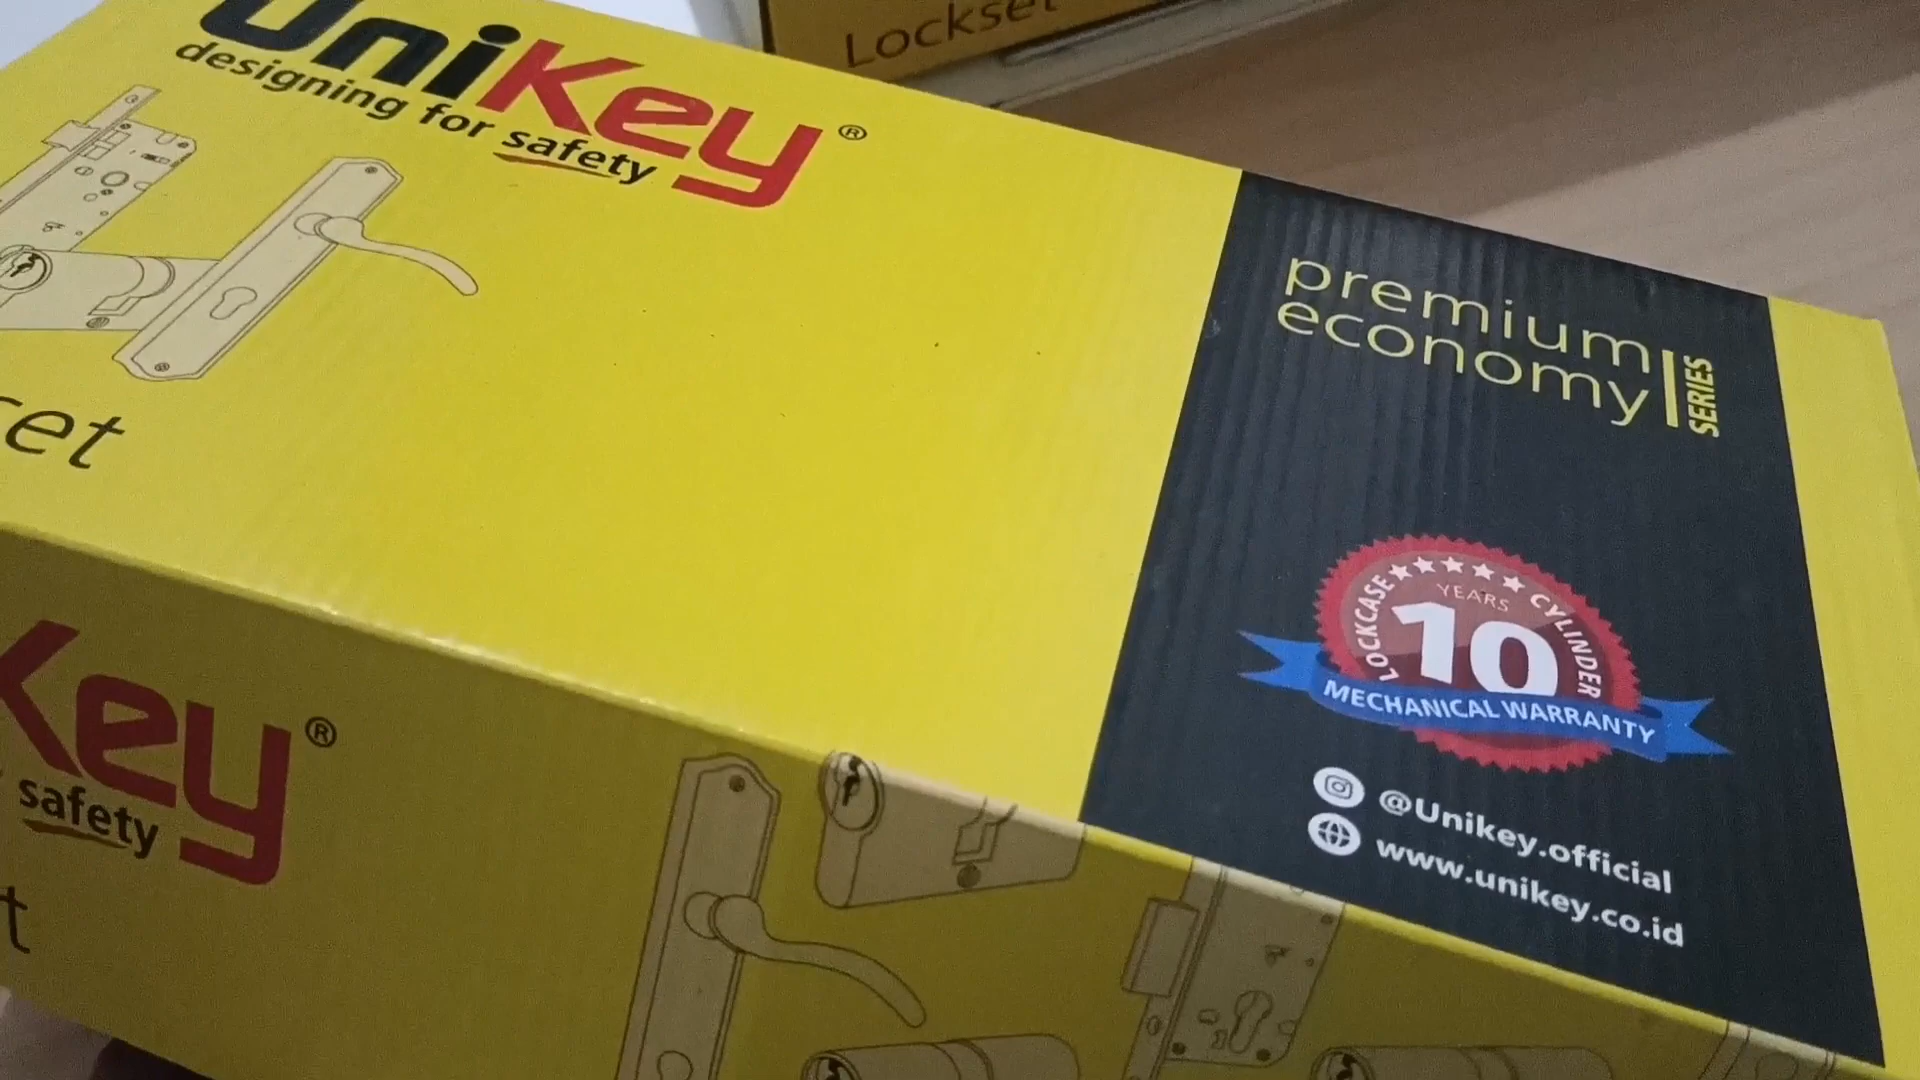 Lockset
UniKey®
designing for safety
premium
economy
SERIES
LOCKCASE ★★★★★ CYLINDER
YEARS
10
MECHANICAL WARRANTY
@Unikey.official
www.unikey.co.id
Key®
safety